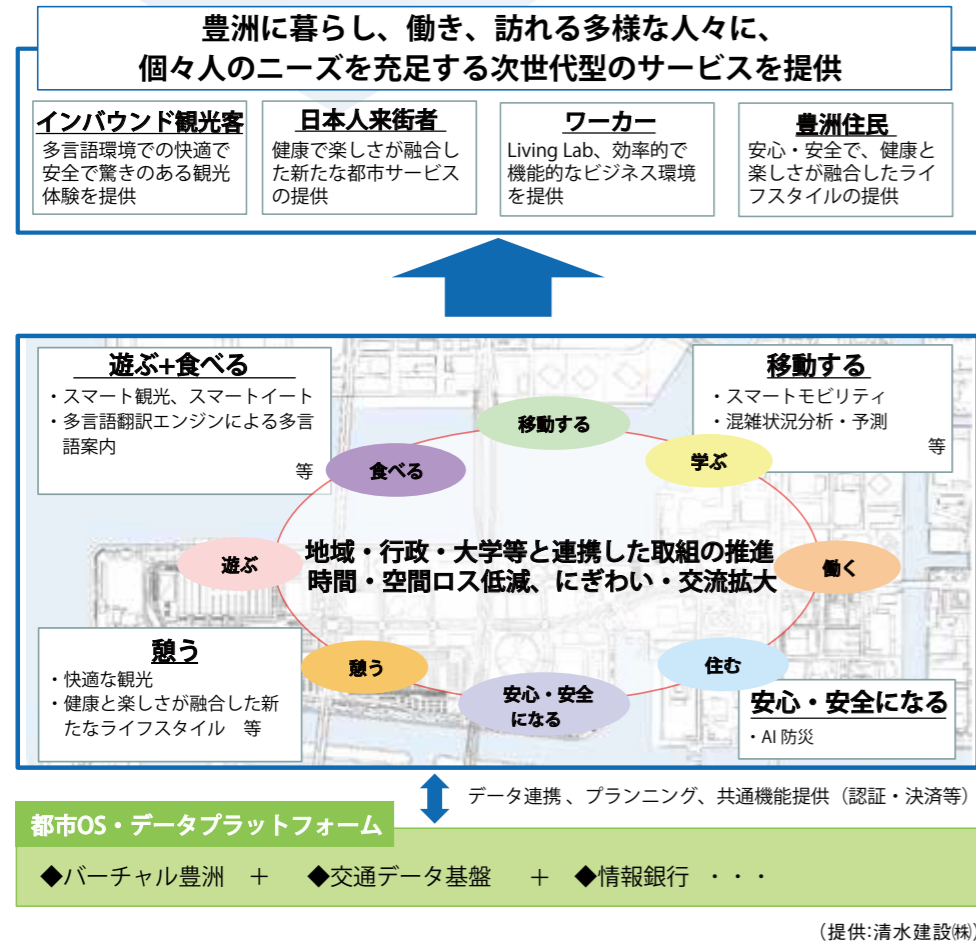 豊洲に暮らし、働き、訪れる多様な人々に、
個々人のニーズを充足する次世代型のサービスを提供
インバウンド観光客
多言語環境での快適で
安全で驚きのある観光
体験を提供
日本人来街者
健康で楽しさが融合し
た新たな都市サービス
の提供
ワーカー
Living Lab、効率的で
機能的なビジネス環境
を提供
豊洲住民
安心・安全で、健康と
楽しさが融合したライ
フスタイルの提供
遊ぶ+食べる
・スマート観光、スマートイート
・多言語翻訳エンジンによる多言
語案内
等
移動する
・スマートモビリティ
・混雑状況分析・予測
等
移動する
食べる
学ぶ
遊ぶ
地域・行政・大学等と連携した取組の推進
時間・空間ロス低減、にぎわい・交流拡大
働く
憩う
住む
安心・安全
になる
憩う
・快適な観光
・健康と楽しさが融合した新
たなライフスタイル 等
安心・安全になる
・AI 防災
データ連携 、プランニング、共通機能提供（認証・決済等）
都市OS・データプラットフォーム
◆バーチャル豊洲 + ◆交通データ基盤 + ◆情報銀行 ・・・
（提供:清水建設㈱）